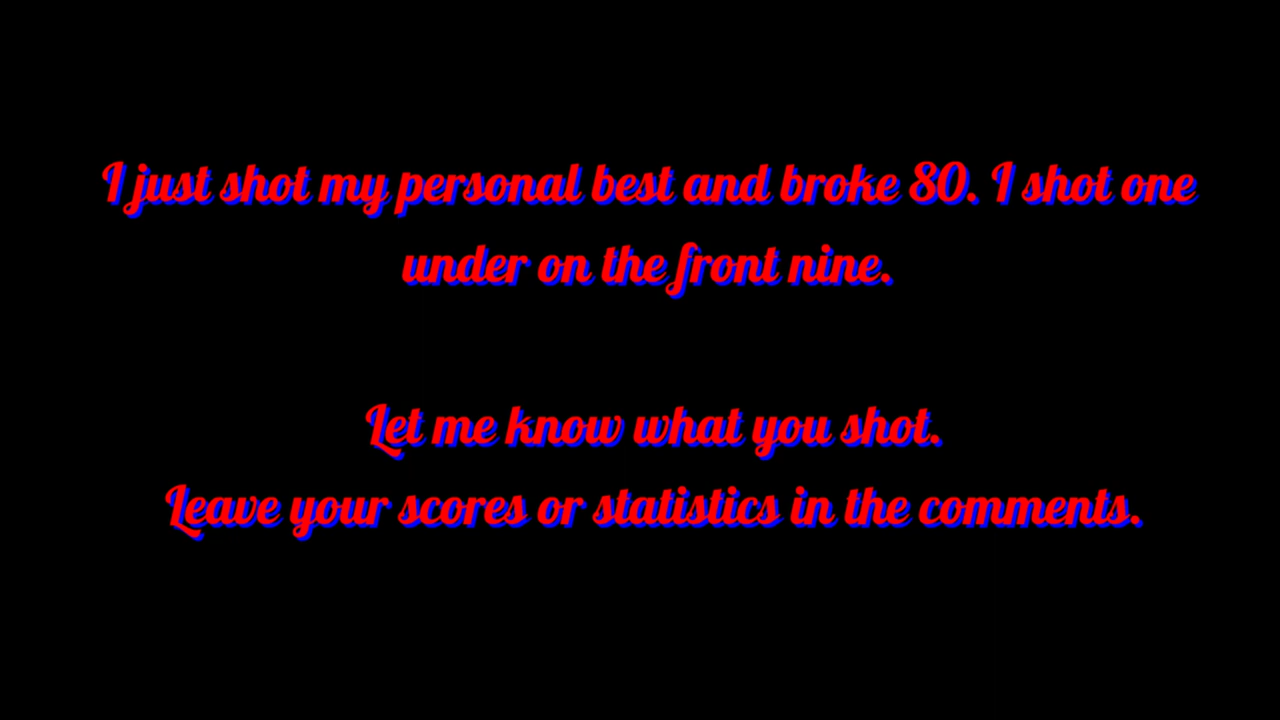 I just shot my personal best and broke 80. I shot one
under on the front nine.
Let me know what you shot.
Leave your scores or statistics in the comments.